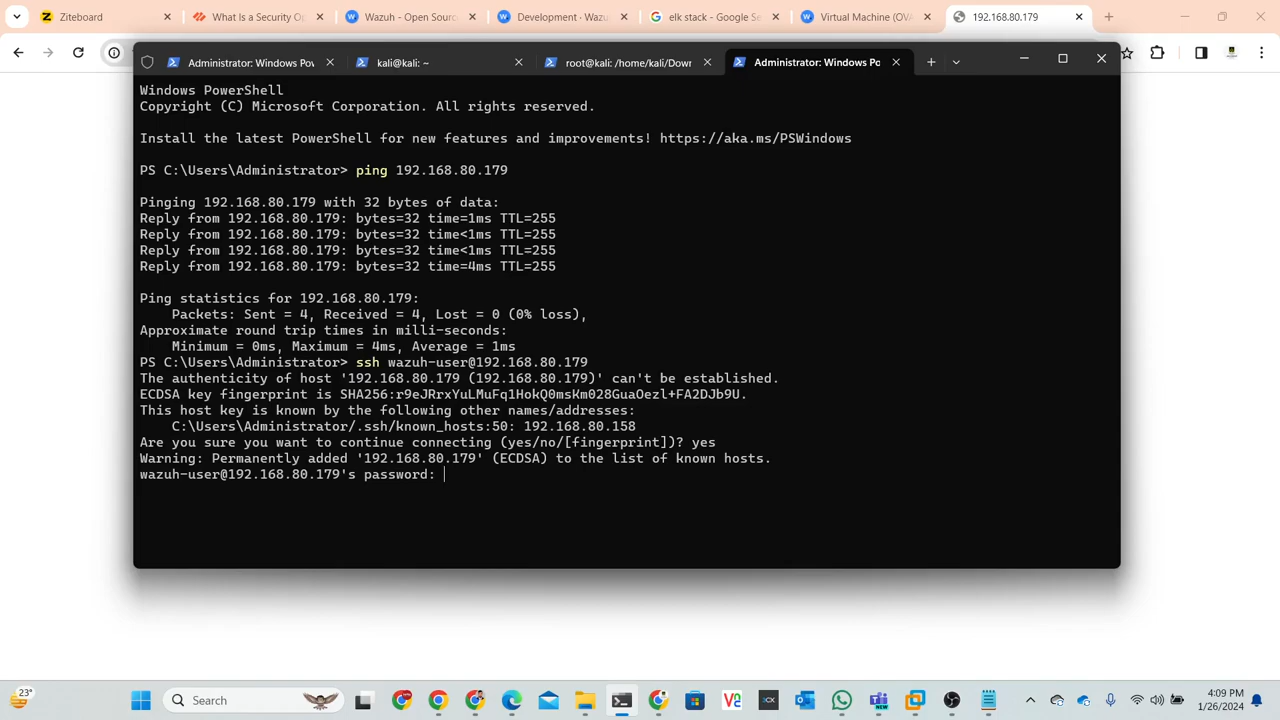 Ziteboard
What Is a Security Op
Wazuh - Open Sourc
Development · Wazu
elk stack - Google Se
Virtual Machine (OVA
192.168.80.179
Administrator: Windows Pov
kali@kali: ~
root@kali: /home/kali/Dowr
Administrator: Windows Po
Windows PowerShell
Copyright (C) Microsoft Corporation. All rights reserved.
Install the latest PowerShell for new features and improvements! https://aka.ms/PSWindows
PS C:\Users\Administrator> ping 192.168.80.179
Pinging 192.168.80.179 with 32 bytes of data:
Reply from 192.168.80.179: bytes=32 time=1ms TTL=255
Reply from 192.168.80.179: bytes=32 time<1ms TTL=255
Reply from 192.168.80.179: bytes=32 time<1ms TTL=255
Reply from 192.168.80.179: bytes=32 time=4ms TTL=255
Ping statistics for 192.168.80.179:
Packets: Sent = 4, Received = 4, Lost = 0 (0% loss),
Approximate round trip times in milli-seconds:
Minimum = 0ms, Maximum = 4ms, Average = 1ms
PS C:\Users\Administrator> ssh wazuh-user@192.168.80.179
The authenticity of host '192.168.80.179 (192.168.80.179)' can't be established.
ECDSA key fingerprint is SHA256:r9eJRrxYuLMuFq1HokQ0msKm028GuaOezl+FA2DJb9U.
This host key is known by the following other names/addresses:
C:\Users\Administrator/.ssh/known_hosts:50: 192.168.80.158
Are you sure you want to continue connecting (yes/no/[fingerprint])? yes
Warning: Permanently added '192.168.80.179' (ECDSA) to the list of known hosts.
wazuh-user@192.168.80.179's password:
23°
Search
4:09 PM
1/26/2024